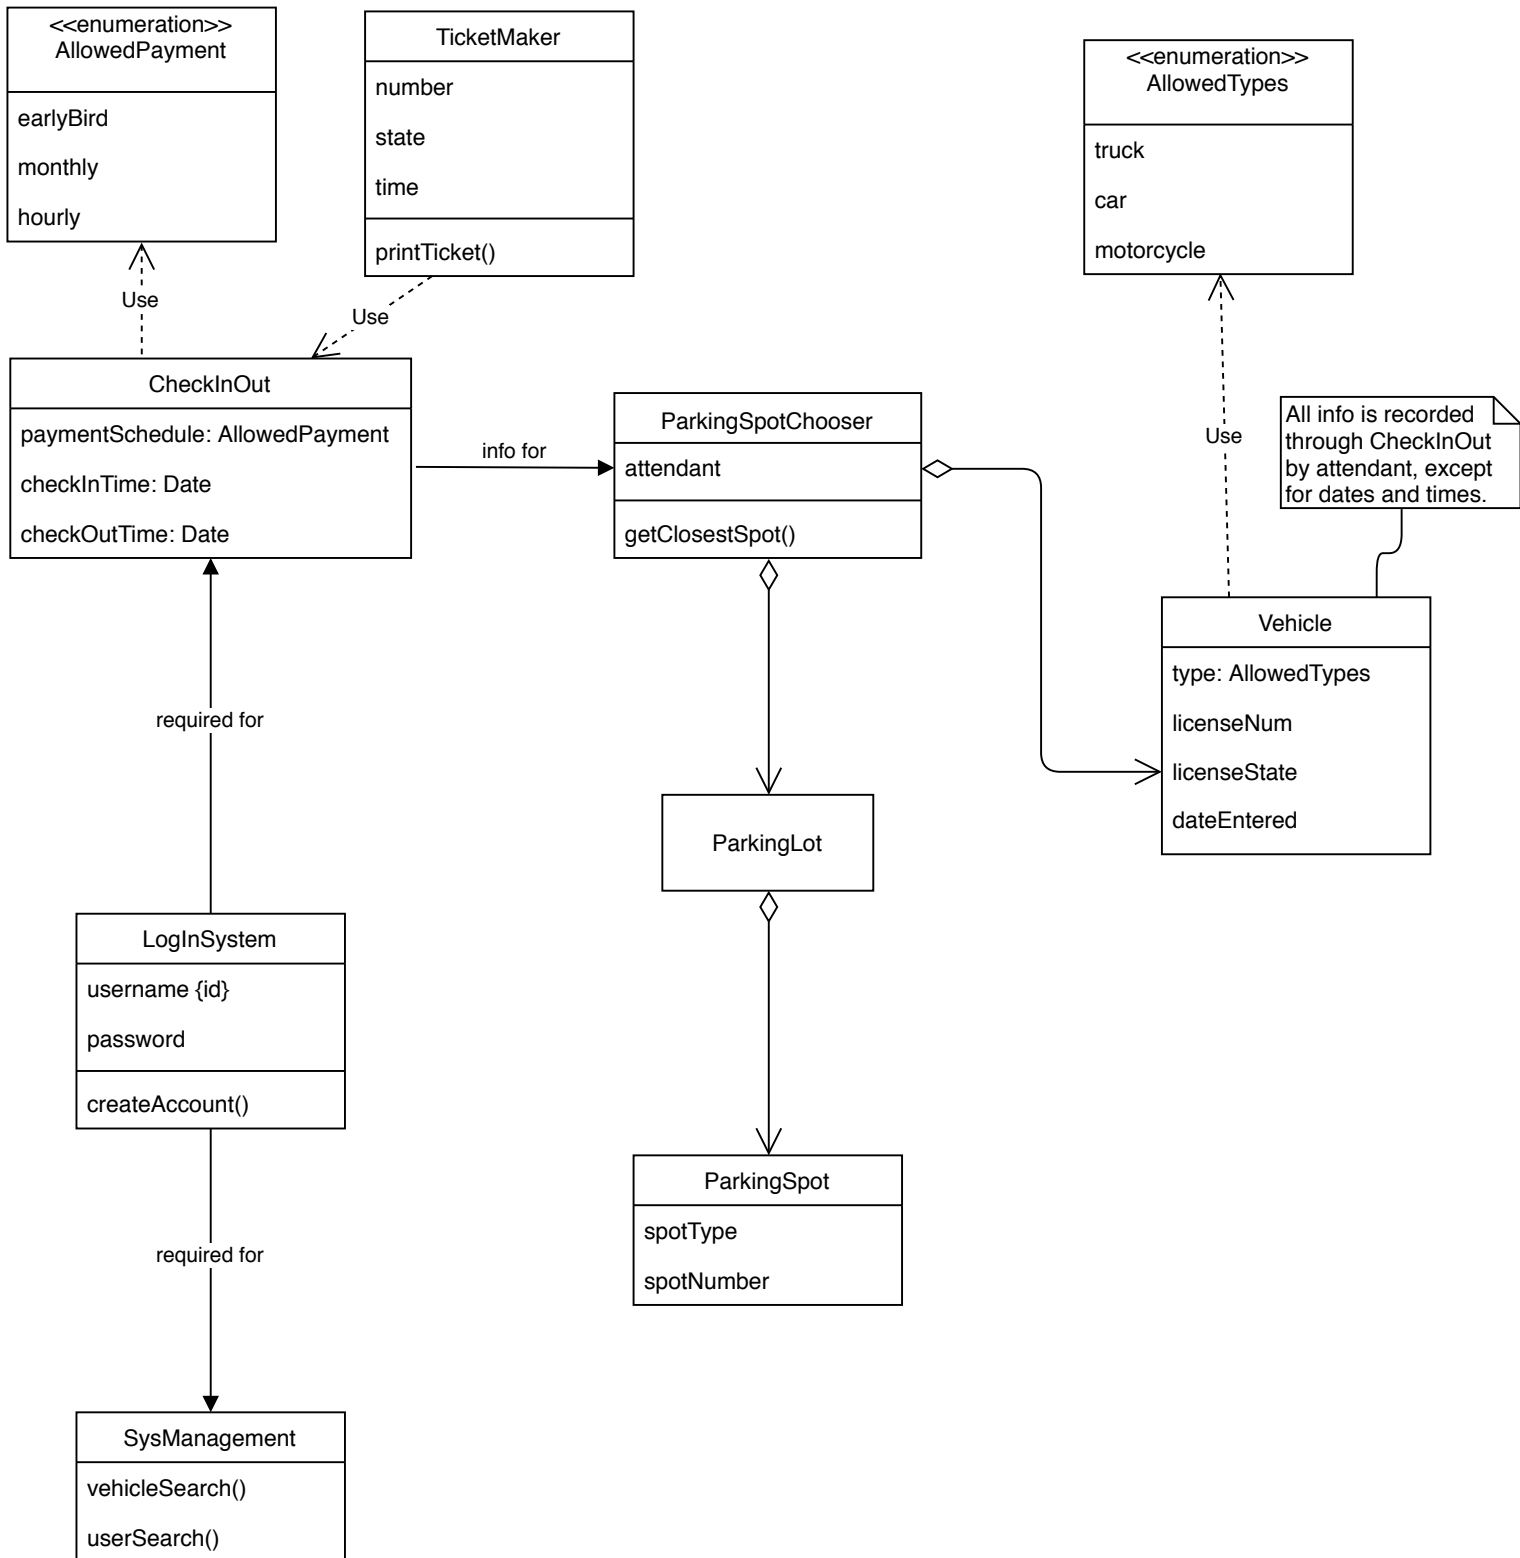 <<enumeration>>
AllowedPayment
earlyBird
monthly
hourly
TicketMaker
number
state
time
printTicket()
<<enumeration>>
AllowedTypes
truck
car
motorcycle
Use
Use
Use
CheckInOut
paymentSchedule: AllowedPayment
checkInTime: Date
checkOutTime: Date
info for
ParkingSpotChooser
attendant
getClosestSpot()
All info is recorded
through CheckInOut
by attendant, except
for dates and times.
Vehicle
type: AllowedTypes
licenseNum
licenseState
dateEntered
required for
ParkingLot
LogInSystem
username {id}
password
createAccount()
ParkingSpot
spotType
spotNumber
required for
SysManagement
vehicleSearch()
userSearch()